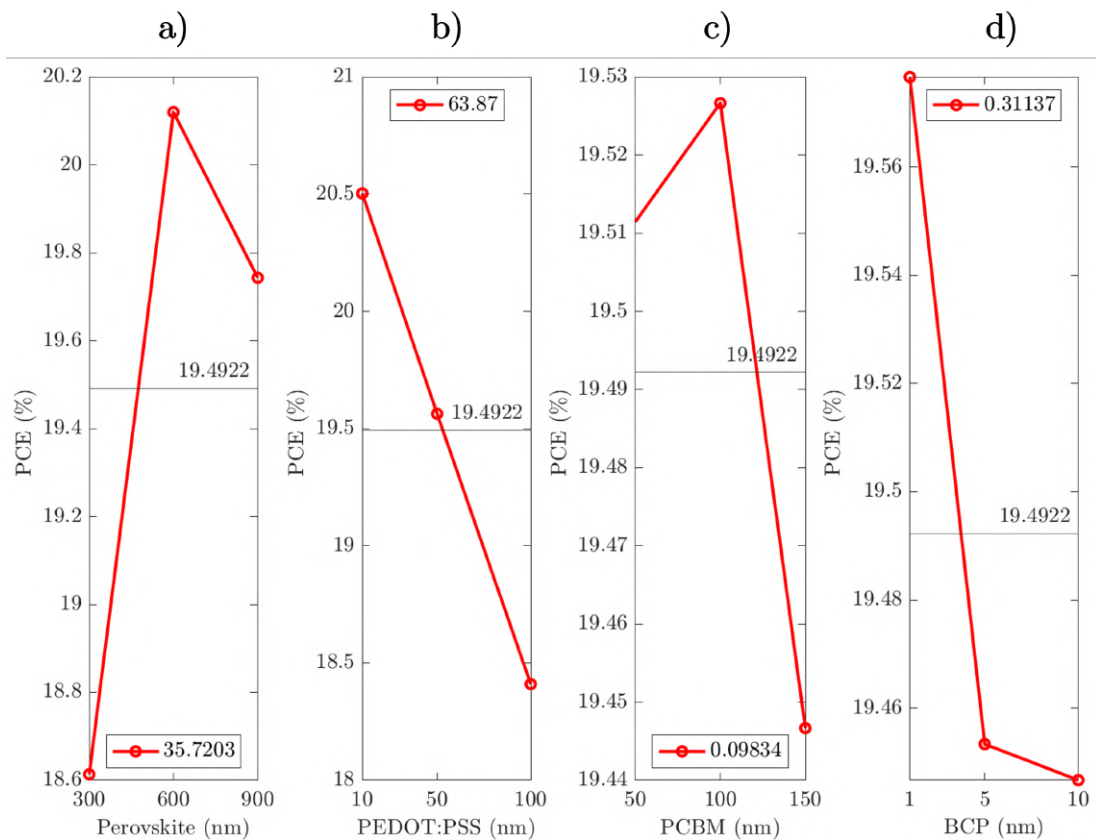 a)
b)
c)
d)
PCE (%)
20.2
20
19.8
19.6
19.4
19.2
19
18.8
18.6
19.4922
35.7203
300 600 900
Perovskite (nm)
PCE (%)
21
20.5
20
19.5
19
18.5
18
63.87
19.4922
10 50 100
PEDOT:PSS (nm)
PCE (%)
19.53
19.52
19.51
19.5
19.49
19.48
19.47
19.46
19.45
19.44
19.4922
0.09834
50 100 150
PCBM (nm)
PCE (%)
19.56
19.54
19.52
19.5
19.48
19.46
0.31137
19.4922
1 5 10
BCP (nm)